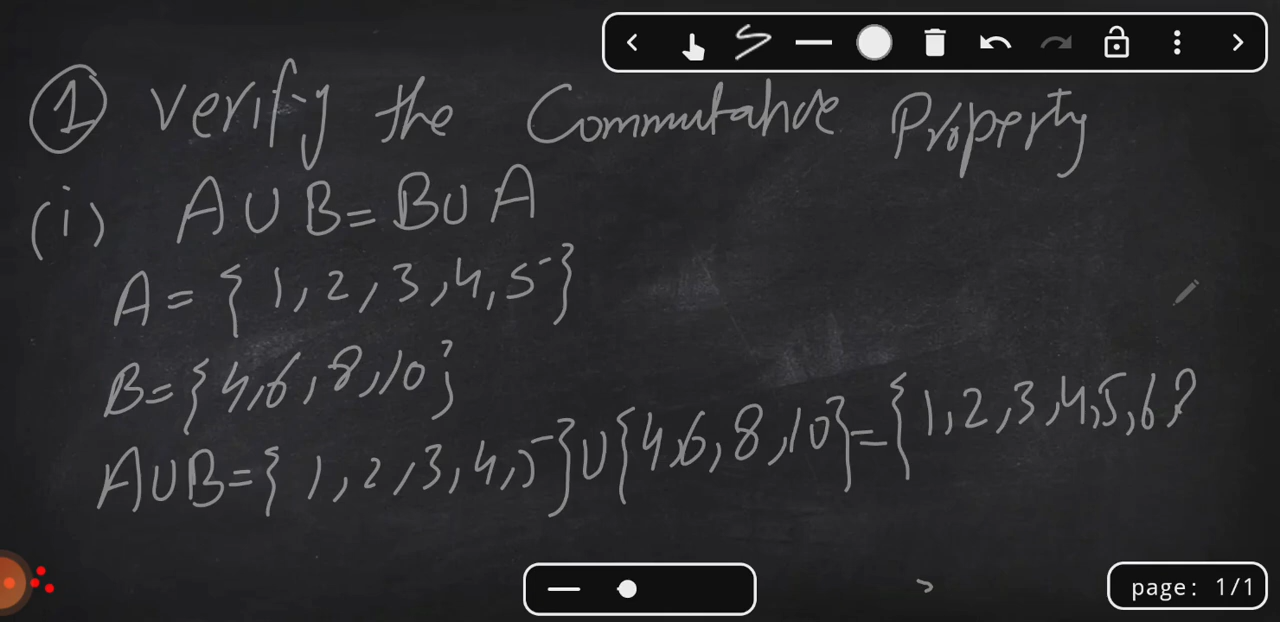 page: 1/1
① Verify the Commutative Property
(i) A∪B=B∪A
A={1,2,3,4,5}
B={4,6,8,10}
A∪B={1,2,3,4,5}∪{4,6,8,10}={1,2,3,4,5,6,